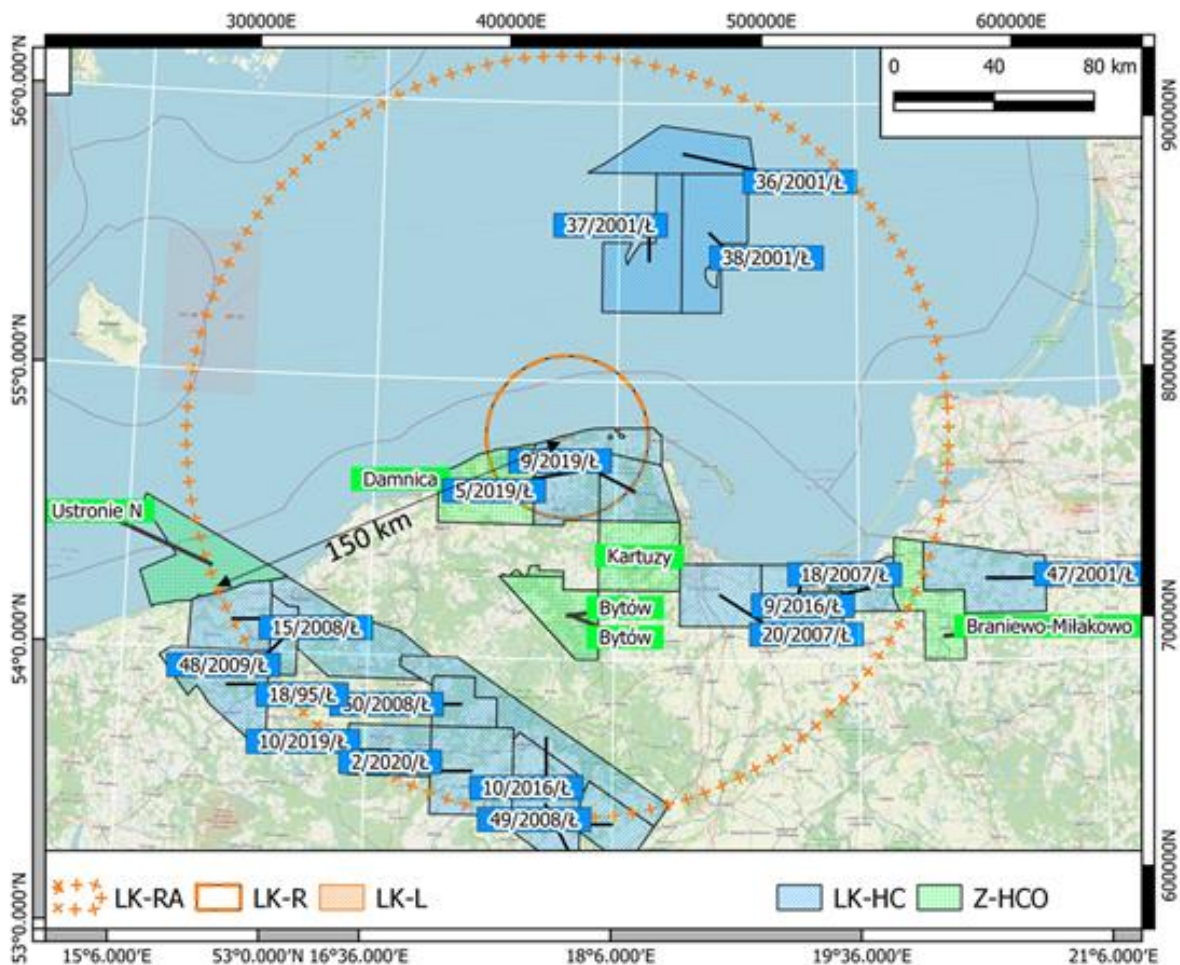 300000E 400000E 500000E 600000E
0 40 80 km
56°0.000'N
900000N
36/2001/Ł
37/2001/Ł
38/2001/Ł
55°0.000'N
800000N
9/2019/Ł
Damnica
5/2019/Ł
Ustronie N
150 km
Kartuzy
18/2007/Ł
47/2001/Ł
9/2016/Ł
Bytów
20/2007/Ł
Bytów
Braniewo-Miłakowo
700000N
15/2008/Ł
54°0.000'N
48/2009/Ł
18/95/Ł
50/2008/Ł
10/2019/Ł
2/2020/Ł
10/2016/Ł
49/2008/Ł
600000N
LK-RA LK-R LK-L LK-HC Z-HCO
53°0.000'N
15°6.000'E 53°0.000'N 16°36.000'E 18°6.000'E 19°36.000'E 21°6.000'E